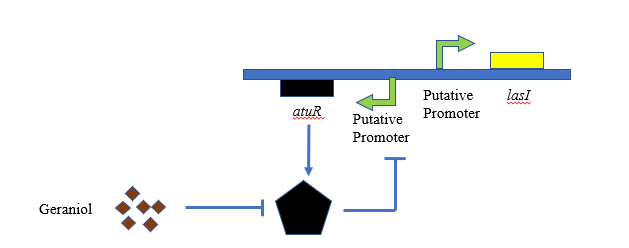 Putative
Promoter
lasI
atuR
Putative
Promoter
Geraniol